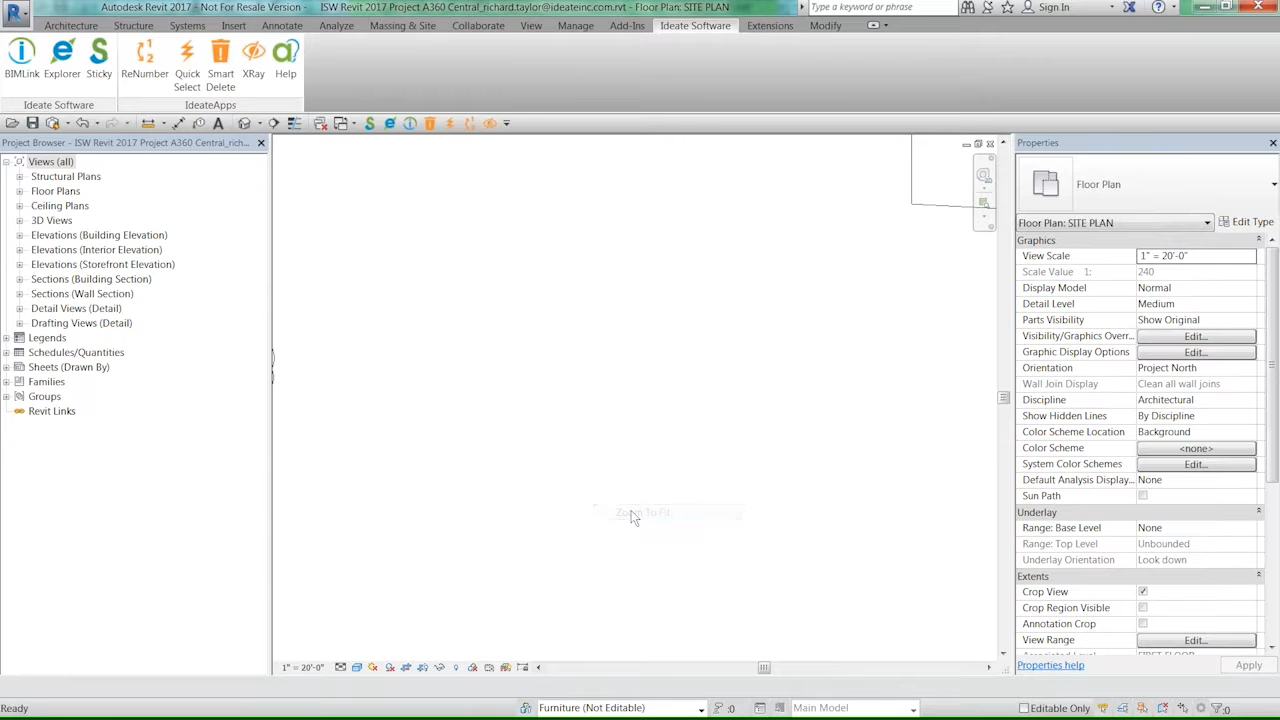 Autodesk Revit 2017 - Not For Resale Version - ISW Revit 2017 Project A360 Central_richard.taylor@ideateinc.com.rvt - Floor Plan: SITE PLAN
Type a keyword or phrase
Sign In
Architecture Structure Systems Insert Annotate Analyze Massing & Site Collaborate View Manage Add-Ins Ideate Software Extensions Modify
BIMLink Explorer Sticky ReNumber Quick Select Smart Delete XRay Help
Ideate Software IdeateApps
Project Browser - ISW Revit 2017 Project A360 Central_rich...
Views (all)
Structural Plans
Floor Plans
Ceiling Plans
3D Views
Elevations (Building Elevation)
Elevations (Interior Elevation)
Elevations (Storefront Elevation)
Sections (Building Section)
Sections (Wall Section)
Detail Views (Detail)
Drafting Views (Detail)
Legends
Schedules/Quantities
Sheets (Drawn By)
Families
Groups
Revit Links
Zoom To Fit
1" = 20'-0"
Properties
Floor Plan
Floor Plan: SITE PLAN Edit Type
Graphics
View Scale 1" = 20'-0"
Scale Value 1: 240
Display Model Normal
Detail Level Medium
Parts Visibility Show Original
Visibility/Graphics Overr... Edit...
Graphic Display Options Edit...
Orientation Project North
Wall Join Display Clean all wall joins
Discipline Architectural
Show Hidden Lines By Discipline
Color Scheme Location Background
Color Scheme <none>
System Color Schemes Edit...
Default Analysis Display... None
Sun Path
Underlay
Range: Base Level None
Range: Top Level Unbounded
Underlay Orientation Look down
Extents
Crop View
Crop Region Visible
Annotation Crop
View Range Edit...
Associated Level FIRST FLOOR
Properties help Apply
Ready
Furniture (Not Editable) :0 Main Model Editable Only :0